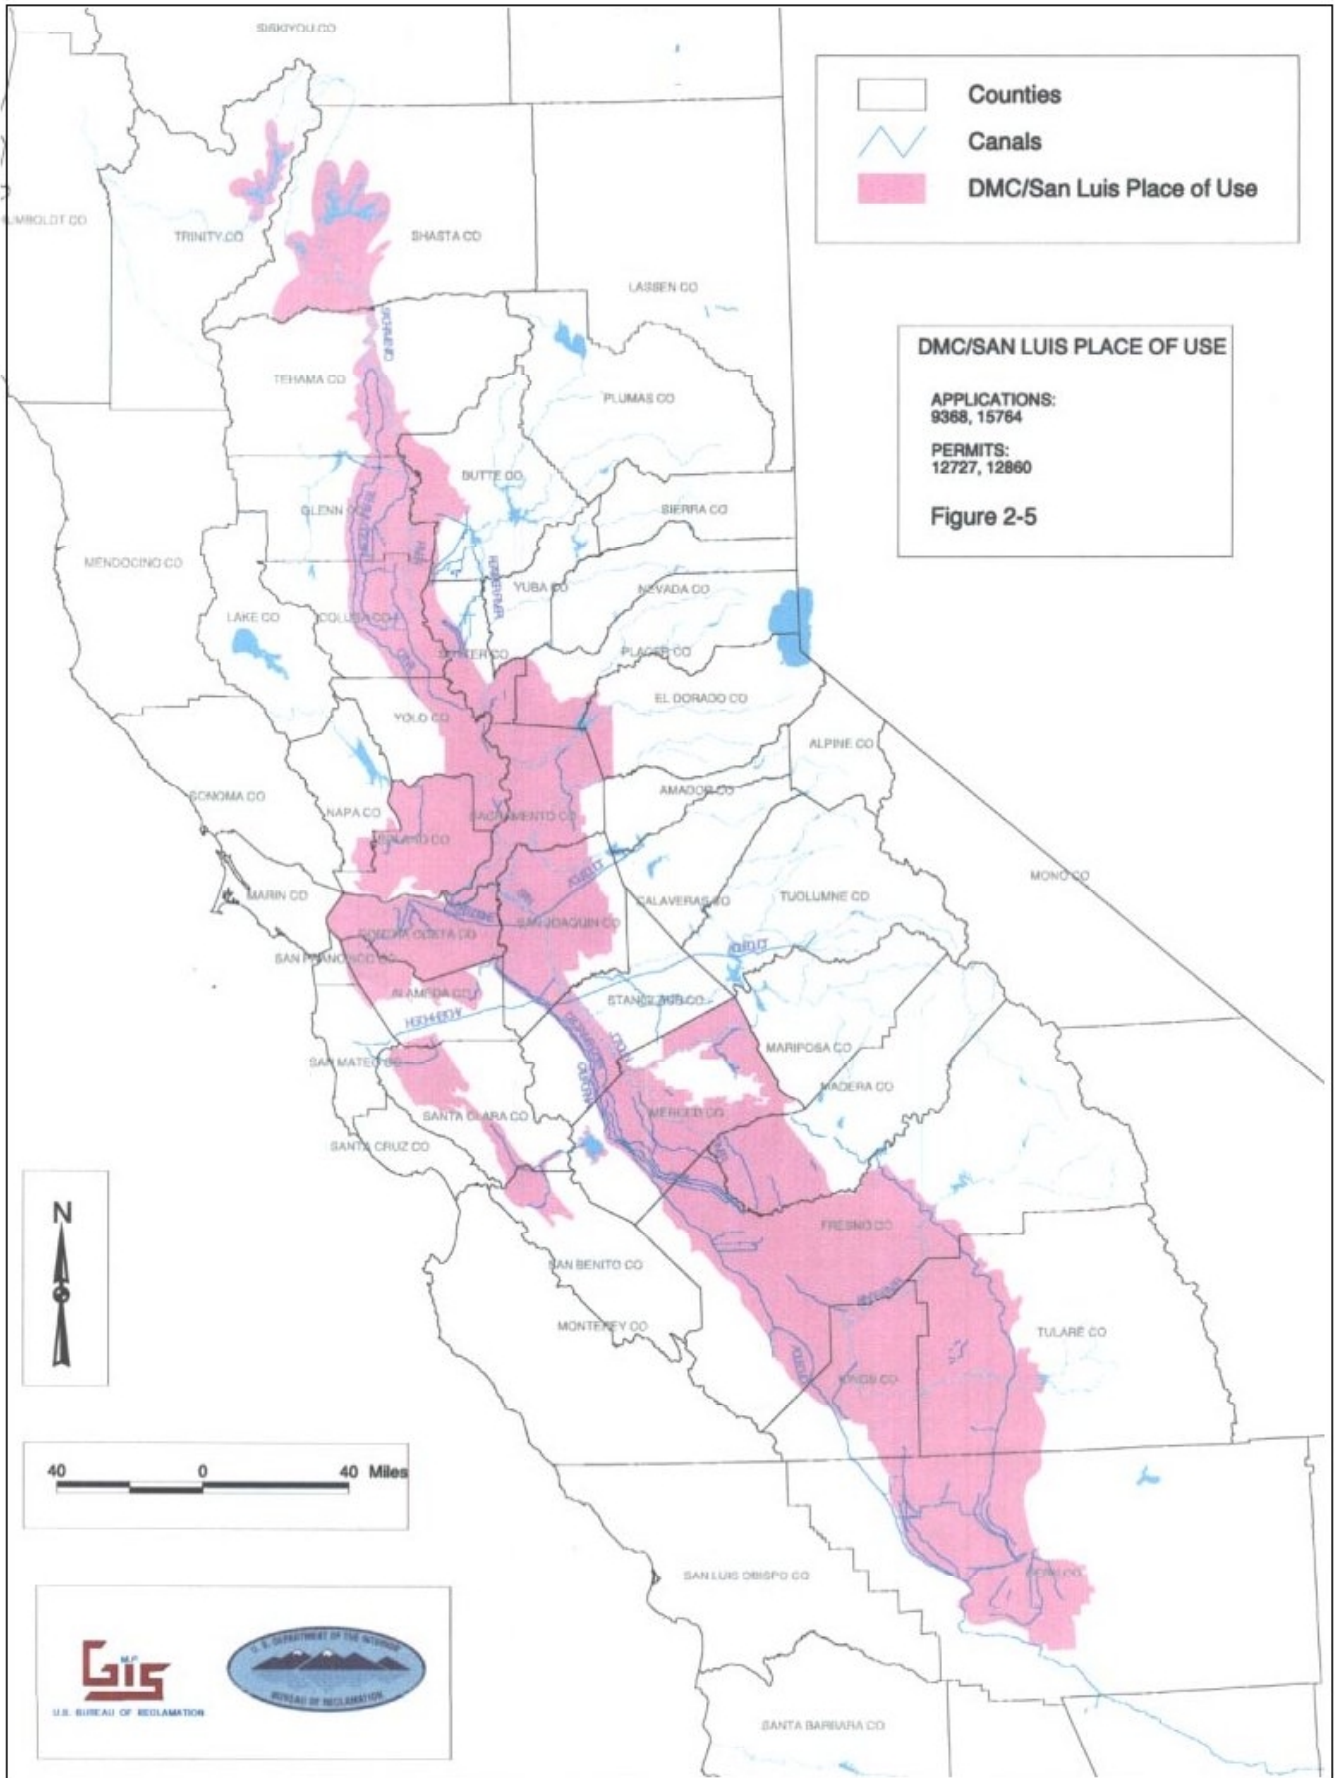 SISKIYOU CO
Counties
Canals
DMC/San Luis Place of Use
UMBOLDT CO
TRINITY CO
SHASTA CO
LASSEN CO
DMC/SAN LUIS PLACE OF USE
APPLICATIONS:
9368, 15764
PERMITS:
12727, 12860
Figure 2-5
TEHAMA CO
PLUMAS CO
BUTTE CO
GLENN CO
SIERRA CO
MENDOCINO CO
YUBA CO
NEVADA CO
LAKE CO
COLUSA CO
SUTTER CO
PLACER CO
EL DORADO CO
YOLO CO
ALPINE CO
SONOMA CO
NAPA CO
AMADOR CO
SACRAMENTO CO
SOLANO CO
MONO CO
MARIN CO
CALAVERAS CO
TUOLUMNE CO
CONTRA COSTA CO
SAN JOAQUIN CO
SAN FRANCISCO CO
ALAMEDA CO
STANISLAUS CO
SAN MATEO CO
MARIPOSA CO
MADERA CO
SANTA CLARA CO
MERCED CO
SANTA CRUZ CO
N
FRESNO CO
SAN BENITO CO
MONTEREY CO
TULARE CO
KINGS CO
40 0 40 Miles
SAN LUIS OBISPO CO
KERN CO
M.P.
GIS
U.S. BUREAU OF RECLAMATION
U. S. DEPARTMENT OF THE INTERIOR
BUREAU OF RECLAMATION
SANTA BARBARA CO